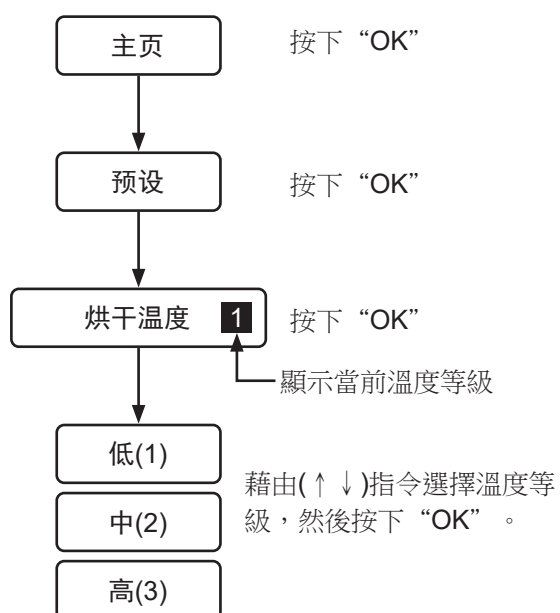 主页 按下“OK”
预设 按下“OK”
烘干温度 1 按下“OK”
顯示當前溫度等級
低(1)
藉由(↑↓)指令選擇溫度等
中(2)
級，然後按下“OK”。
高(3)